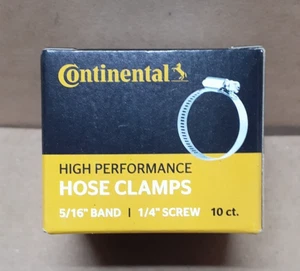 Continental
HIGH PERFORMANCE
HOSE CLAMPS
5/16" BAND | 1/4" SCREW 10 ct.